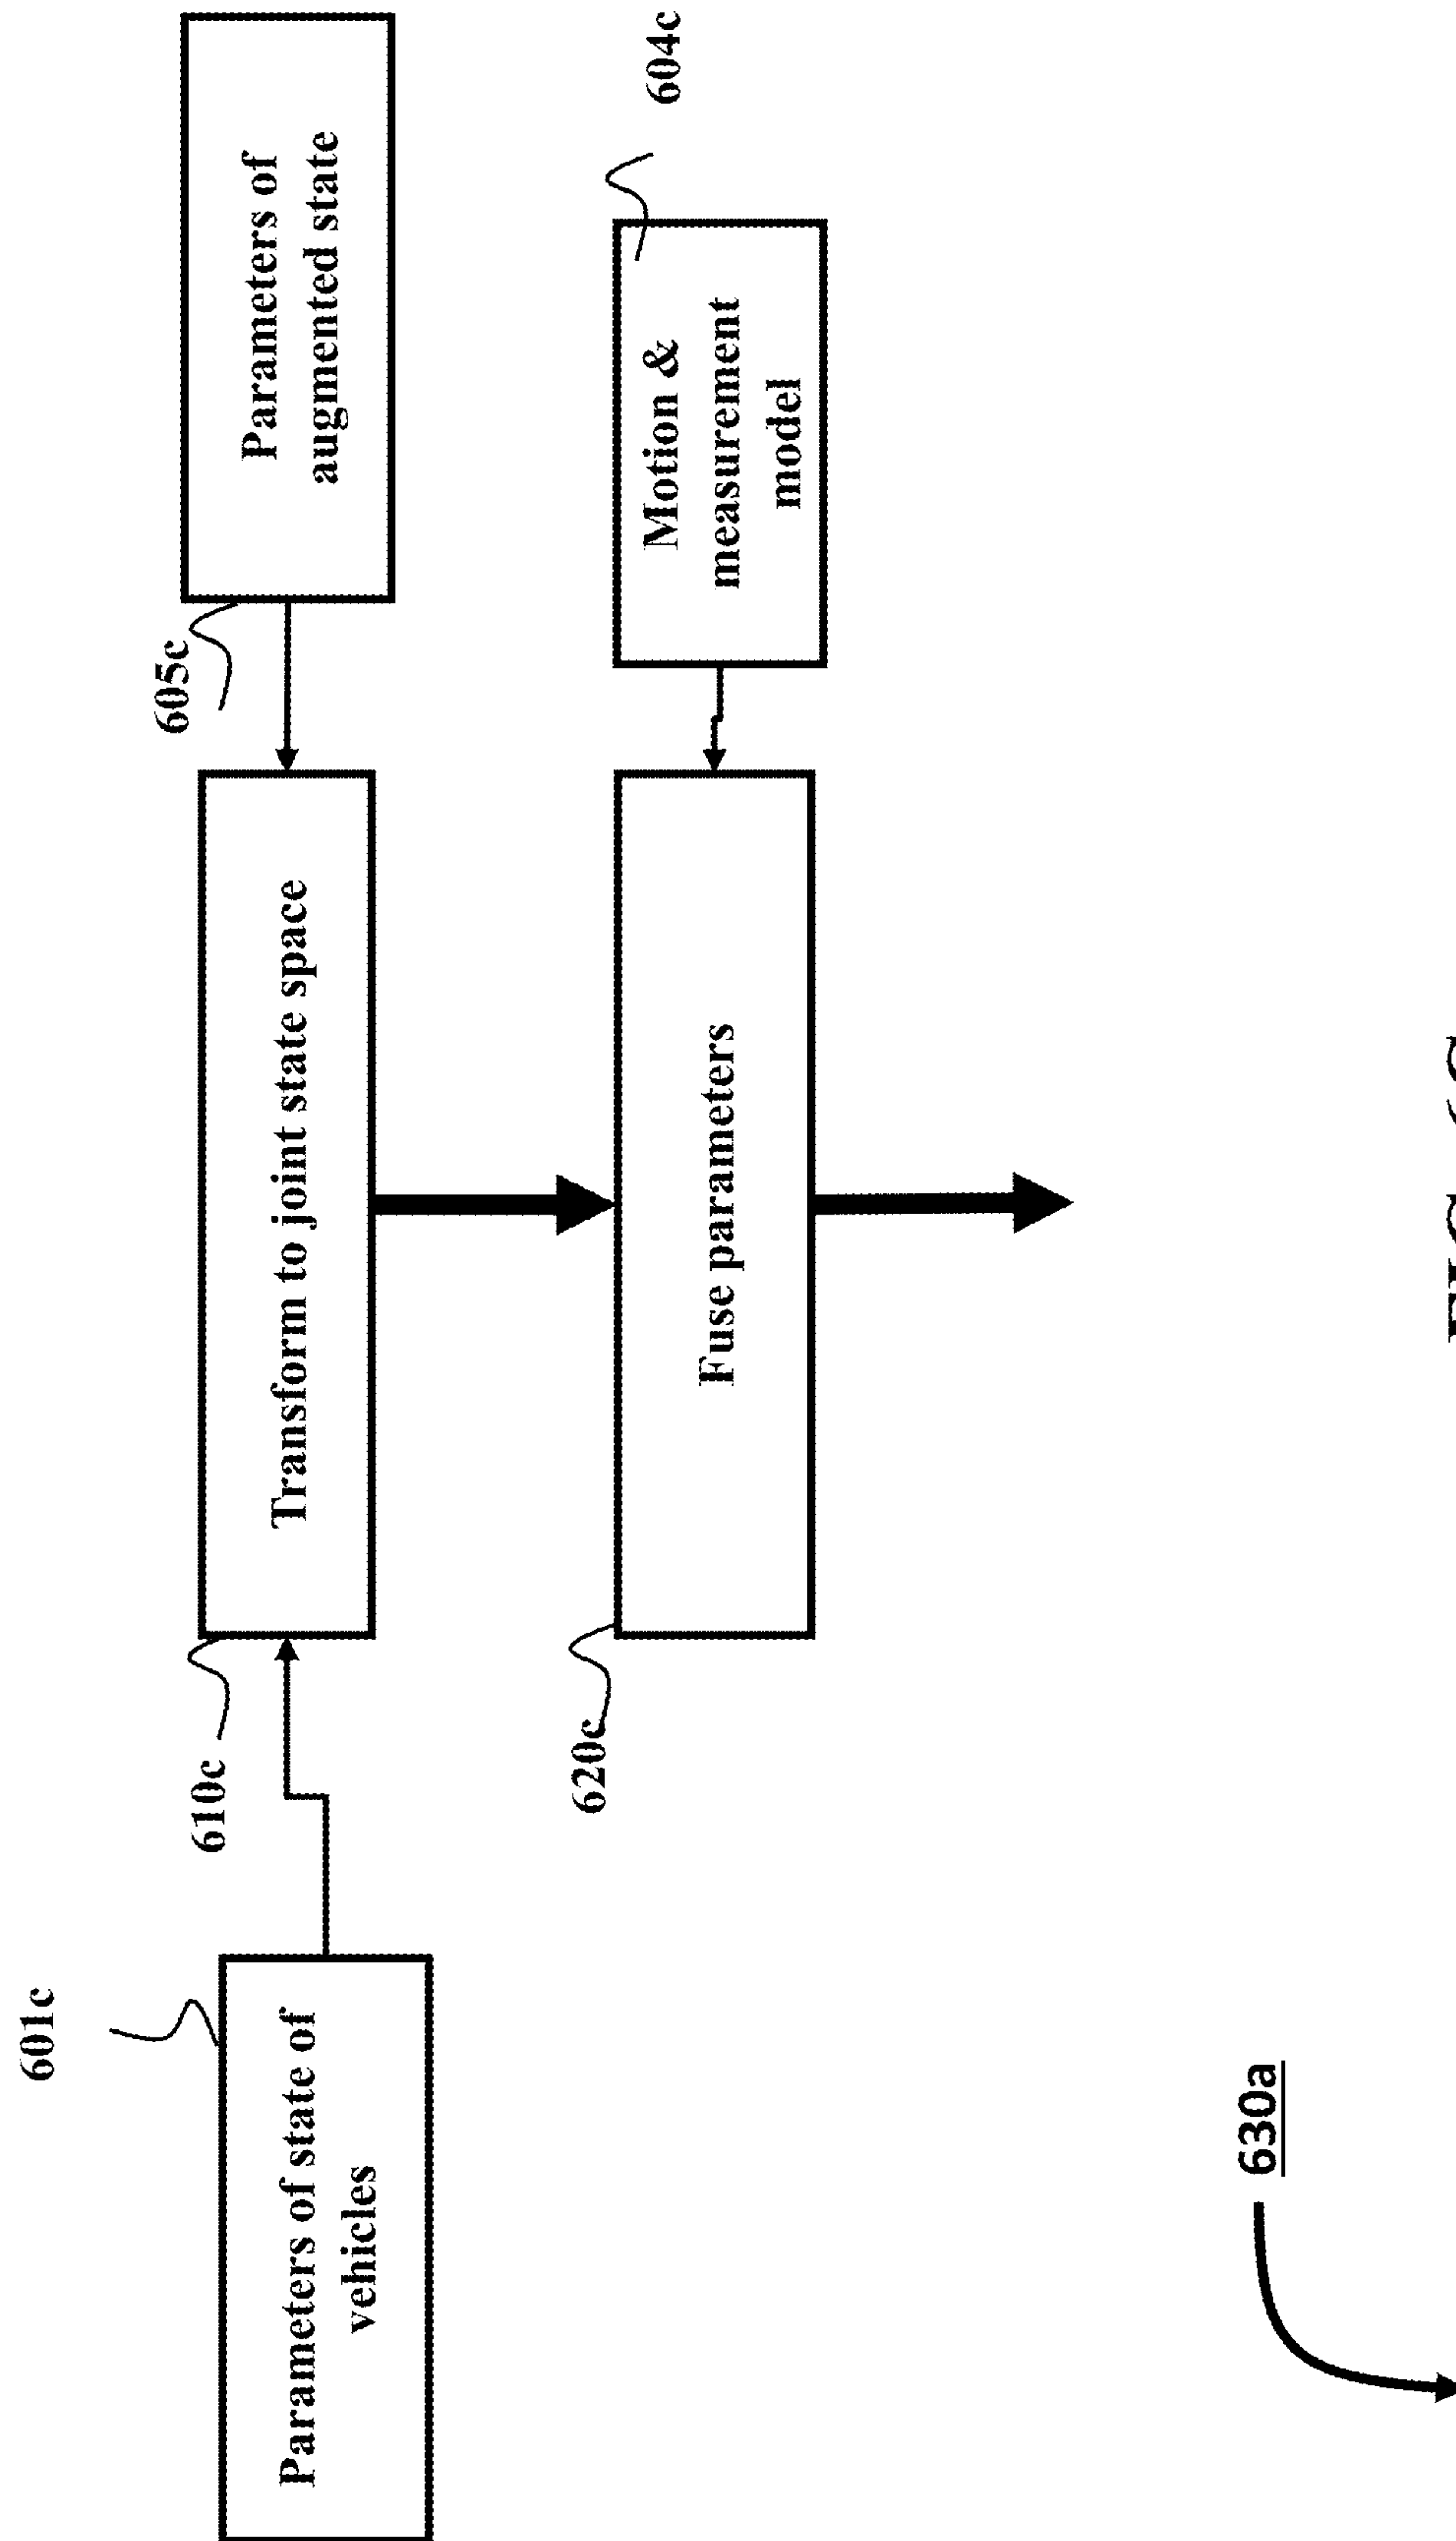 601c
Parameters of state of
vehicles
610c
Transform to joint state space
605c
Parameters of
augmented state
620c
Fuse parameters
604c
Motion &
measurement
model
630a